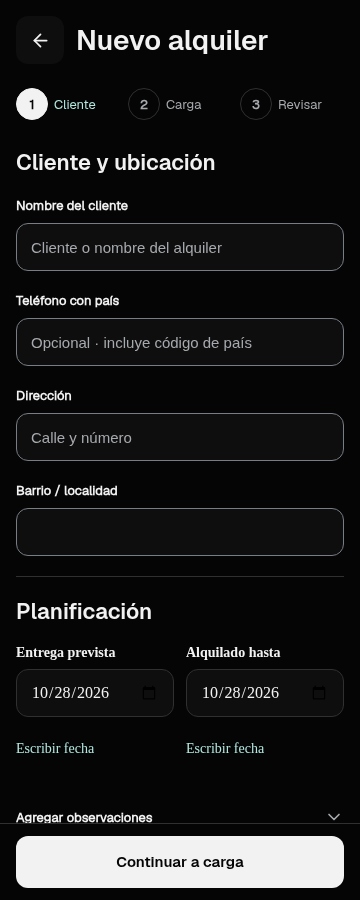 Nuevo alquiler
1 Cliente 2 Carga 3 Revisar
Cliente y ubicación
Nombre del cliente
Cliente o nombre del alquiler
Teléfono con país
Opcional · incluye código de país
Dirección
Calle y número
Barrio / localidad
Planificación
Entrega prevista Alquilado hasta
10/28/2026 10/28/2026
Escribir fecha Escribir fecha
Agregar observaciones
Continuar a carga